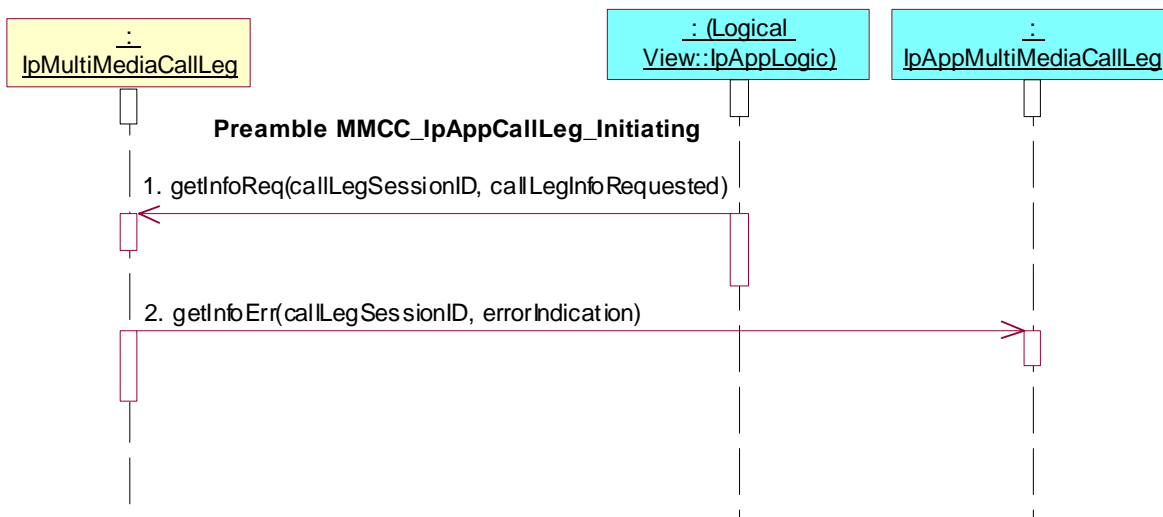 :
IpMultiMediaCallLeg
: (Logical
View::IpAppLogic)
:
IpAppMultiMediaCallLeg
Preamble MMCC_IpAppCallLeg_Initiating
1. getInfoReq(callLegSessionID, callLegInfoRequested)
2. getInfoErr(callLegSessionID, errorIndication)